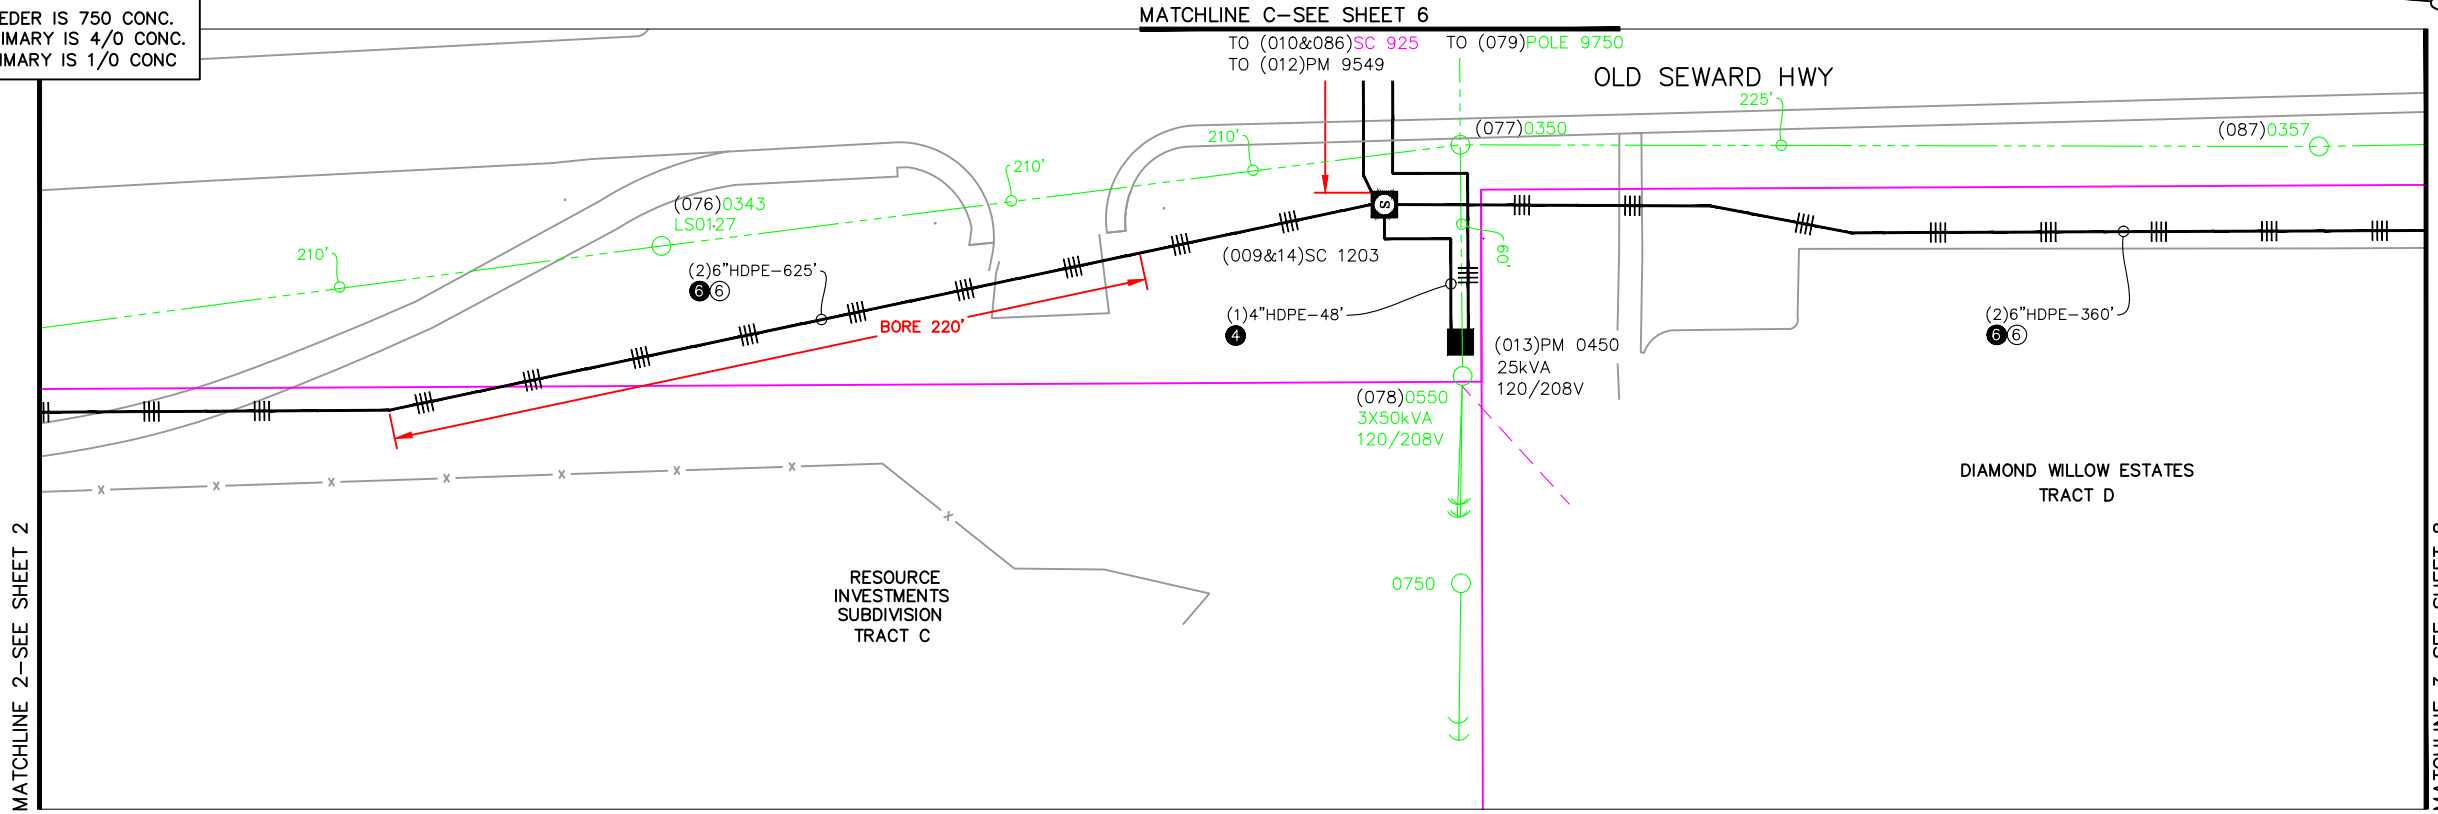 EDER IS 750 CONC.
IMARY IS 4/0 CONC.
IMARY IS 1/0 CONC
MATCHLINE C-SEE SHEET 6
TO (010&086)SC 925
TO (012)PM 9549
TO (079)POLE 9750
OLD SEWARD HWY
225'
(077)0350
(087)0357
210'
210'
(076)0343
LS0127
210'
(2)6"HDPE-625'
6 6
BORE 220'
S
(009&14)SC 1203
60'
(1)4"HDPE-48'
4
(013)PM 0450
25kVA
120/208V
(2)6"HDPE-360'
6 6
(078)0550
3X50kVA
120/208V
DIAMOND WILLOW ESTATES
TRACT D
x x x x x x x x
0750
RESOURCE
INVESTMENTS
SUBDIVISION
TRACT C
MATCHLINE 2-SEE SHEET 2